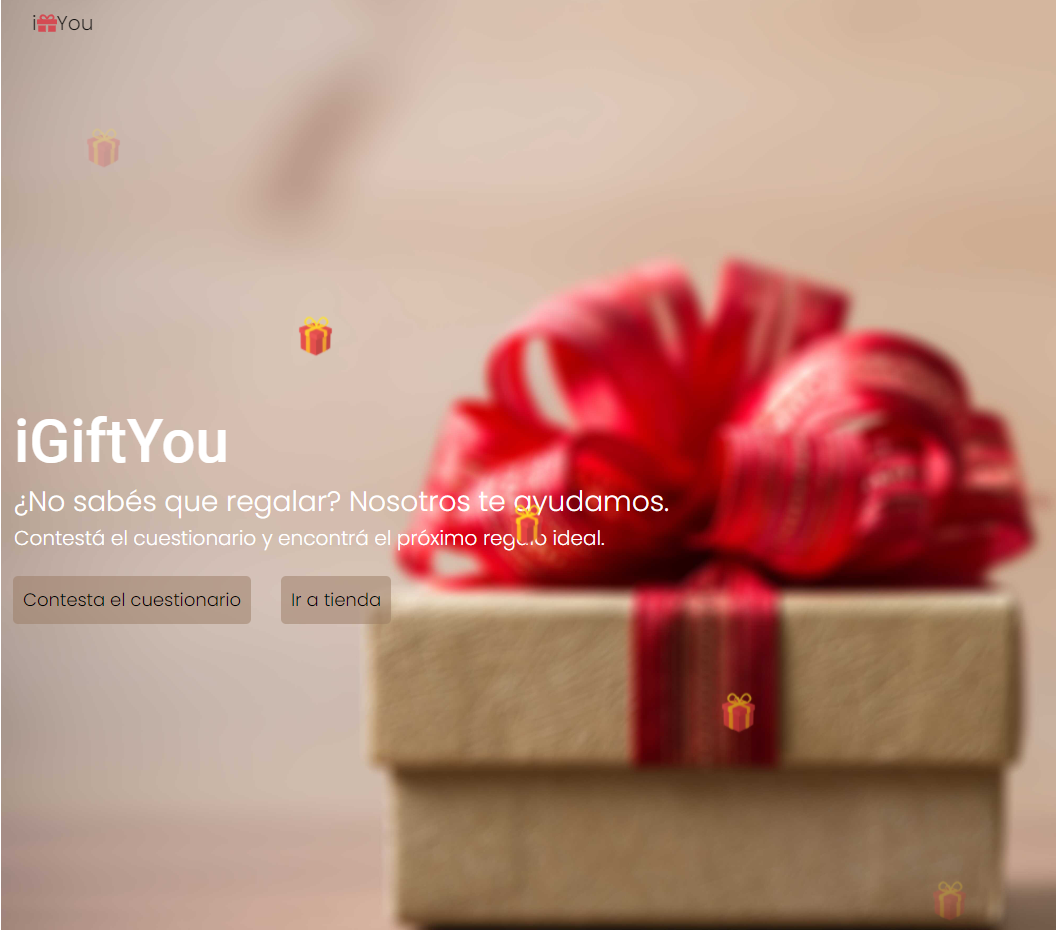 iYou
iGiftYou
¿No sabés que regalar? Nosotros te ayudamos.
Contestá el cuestionario y encontrá el próximo regalo ideal.
Contesta el cuestionario
Ir a tienda